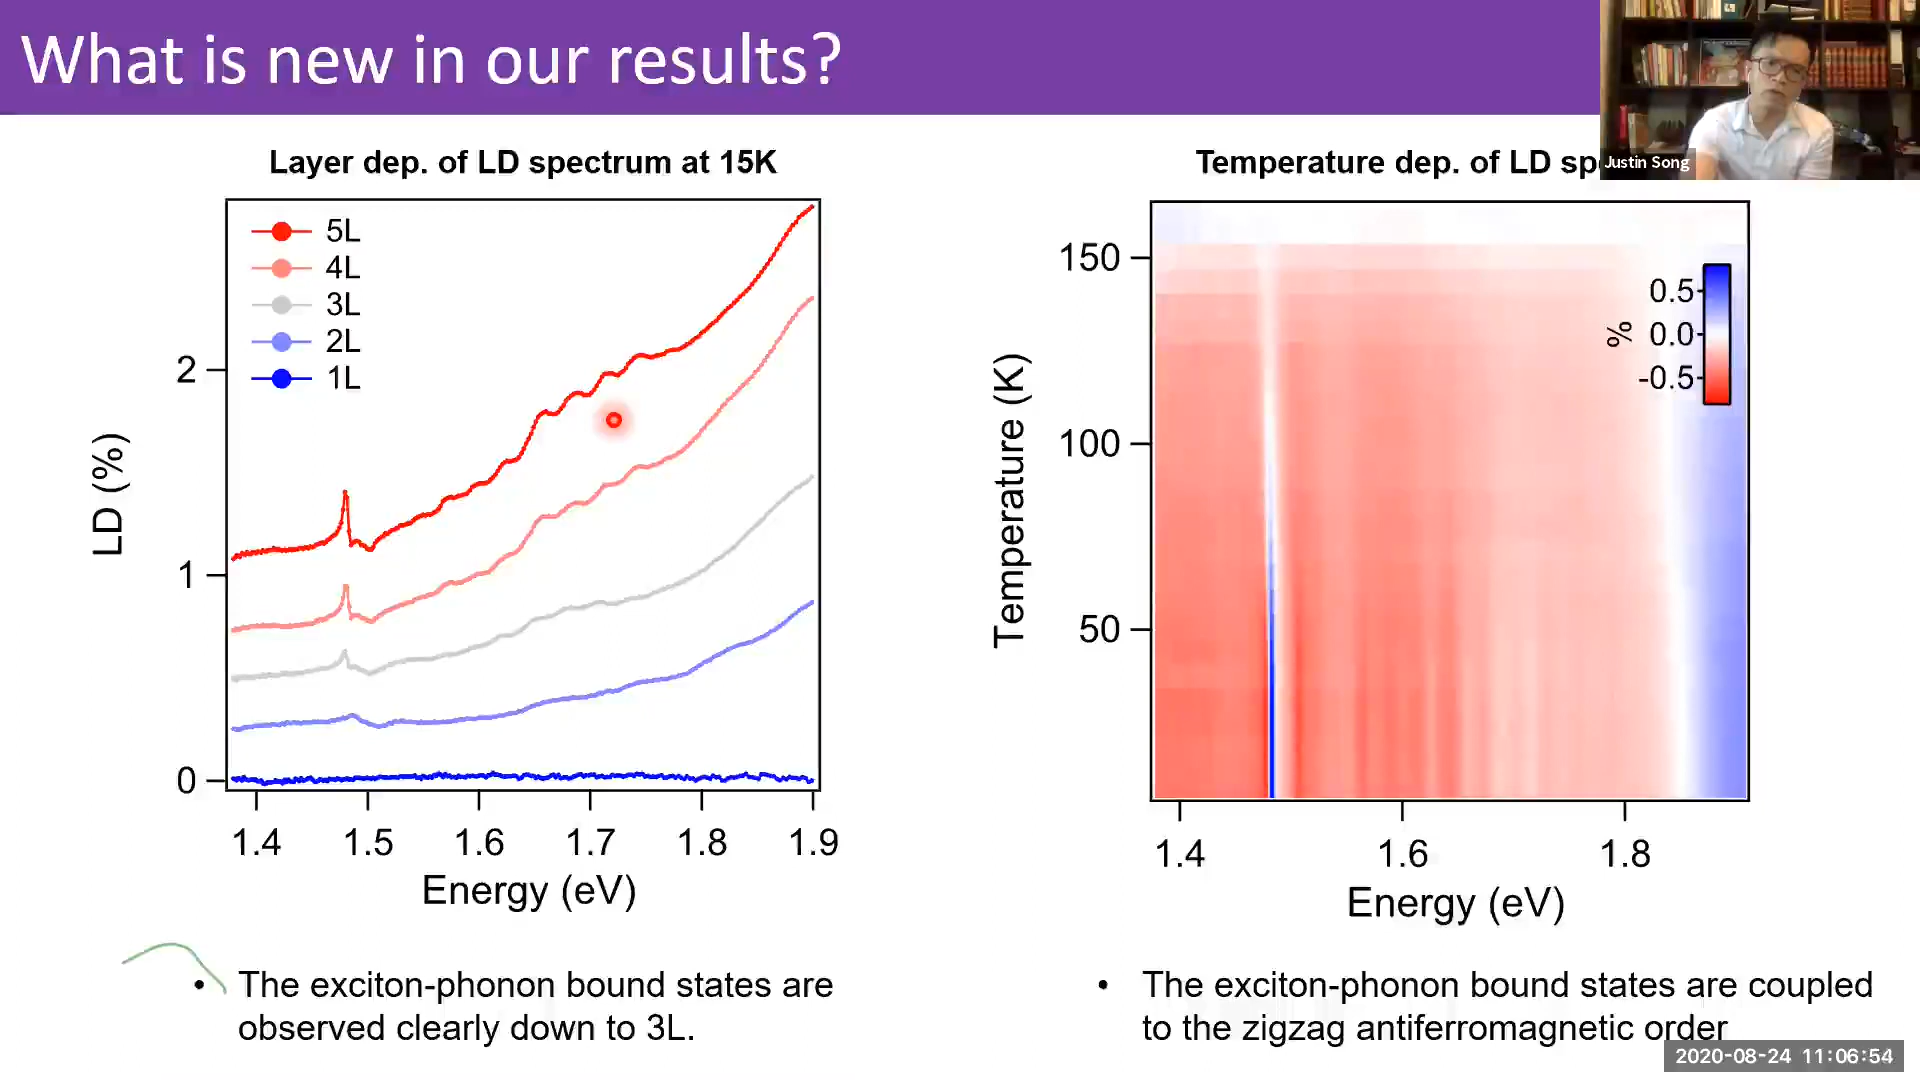 What is new in our results?
Justin Song
Layer dep. of LD spectrum at 15K
5L
4L
3L
2L
1L
2
1
0
LD (%)
1.4 1.5 1.6 1.7 1.8 1.9
Energy (eV)
Temperature dep. of LD sp
150
100
50
Temperature (K)
0.5
0.0
-0.5
%
1.4 1.6 1.8
Energy (eV)
• The exciton-phonon bound states are
observed clearly down to 3L.
• The exciton-phonon bound states are coupled
to the zigzag antiferromagnetic order
2020-08-24 11:06:54